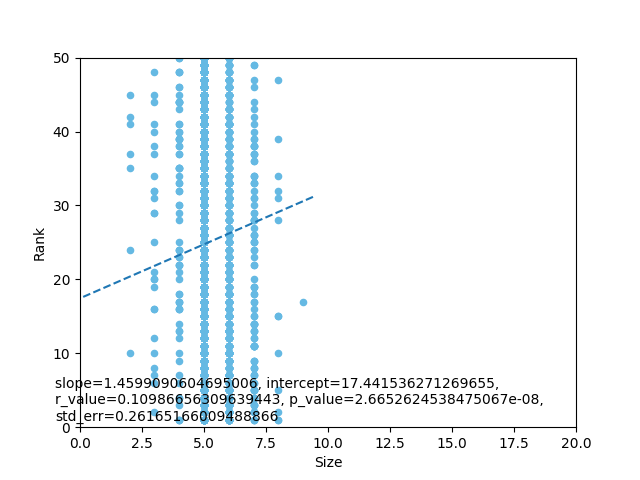 50
40
30
20
10
0
Rank
slope=1.4599090604695006, intercept=17.441536271269655,
r_value=0.10986656309639443, p_value=2.6652624538475067e-08,
std_err=0.26165166009488866
0.0 2.5 5.0 7.5 10.0 12.5 15.0 17.5 20.0
Size